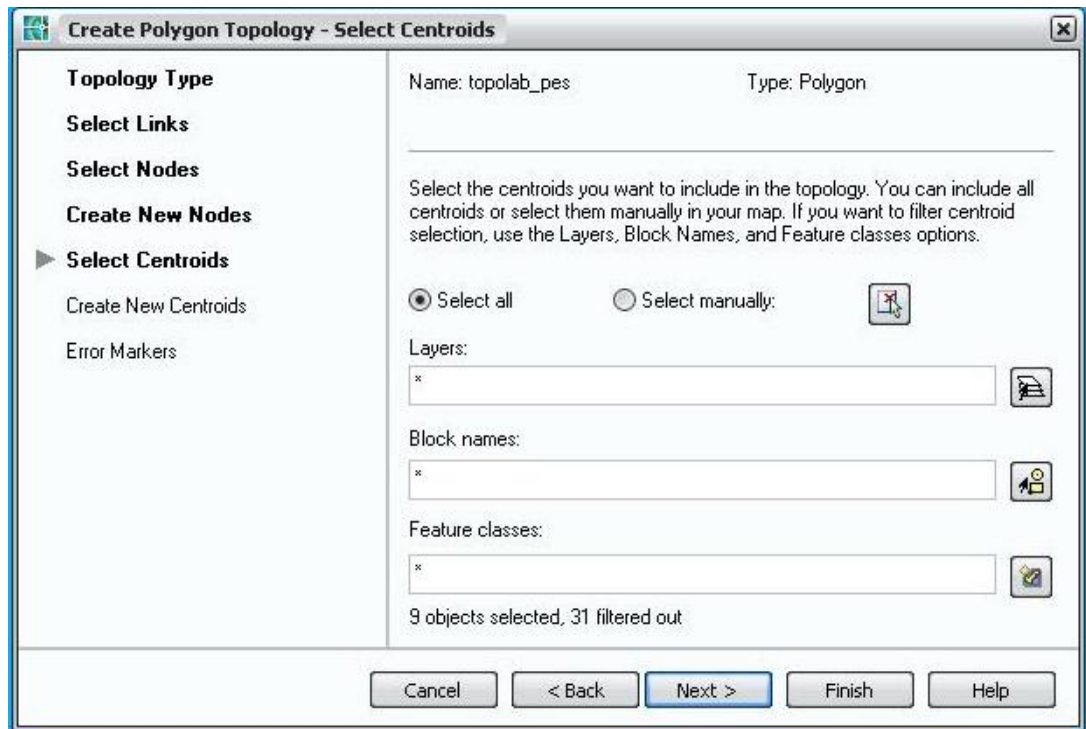 Create Polygon Topology - Select Centroids
Topology Type
Select Links
Select Nodes
Create New Nodes
Select Centroids
Create New Centroids
Error Markers
Name: topolab_pes
Type: Polygon
Select the centroids you want to include in the topology. You can include all
centroids or select them manually in your map. If you want to filter centroid
selection, use the Layers, Block Names, and Feature classes options.
Select all
Select manually:
Layers:
*
Block names:
*
Feature classes:
*
9 objects selected, 31 filtered out
Cancel
< Back
Next >
Finish
Help